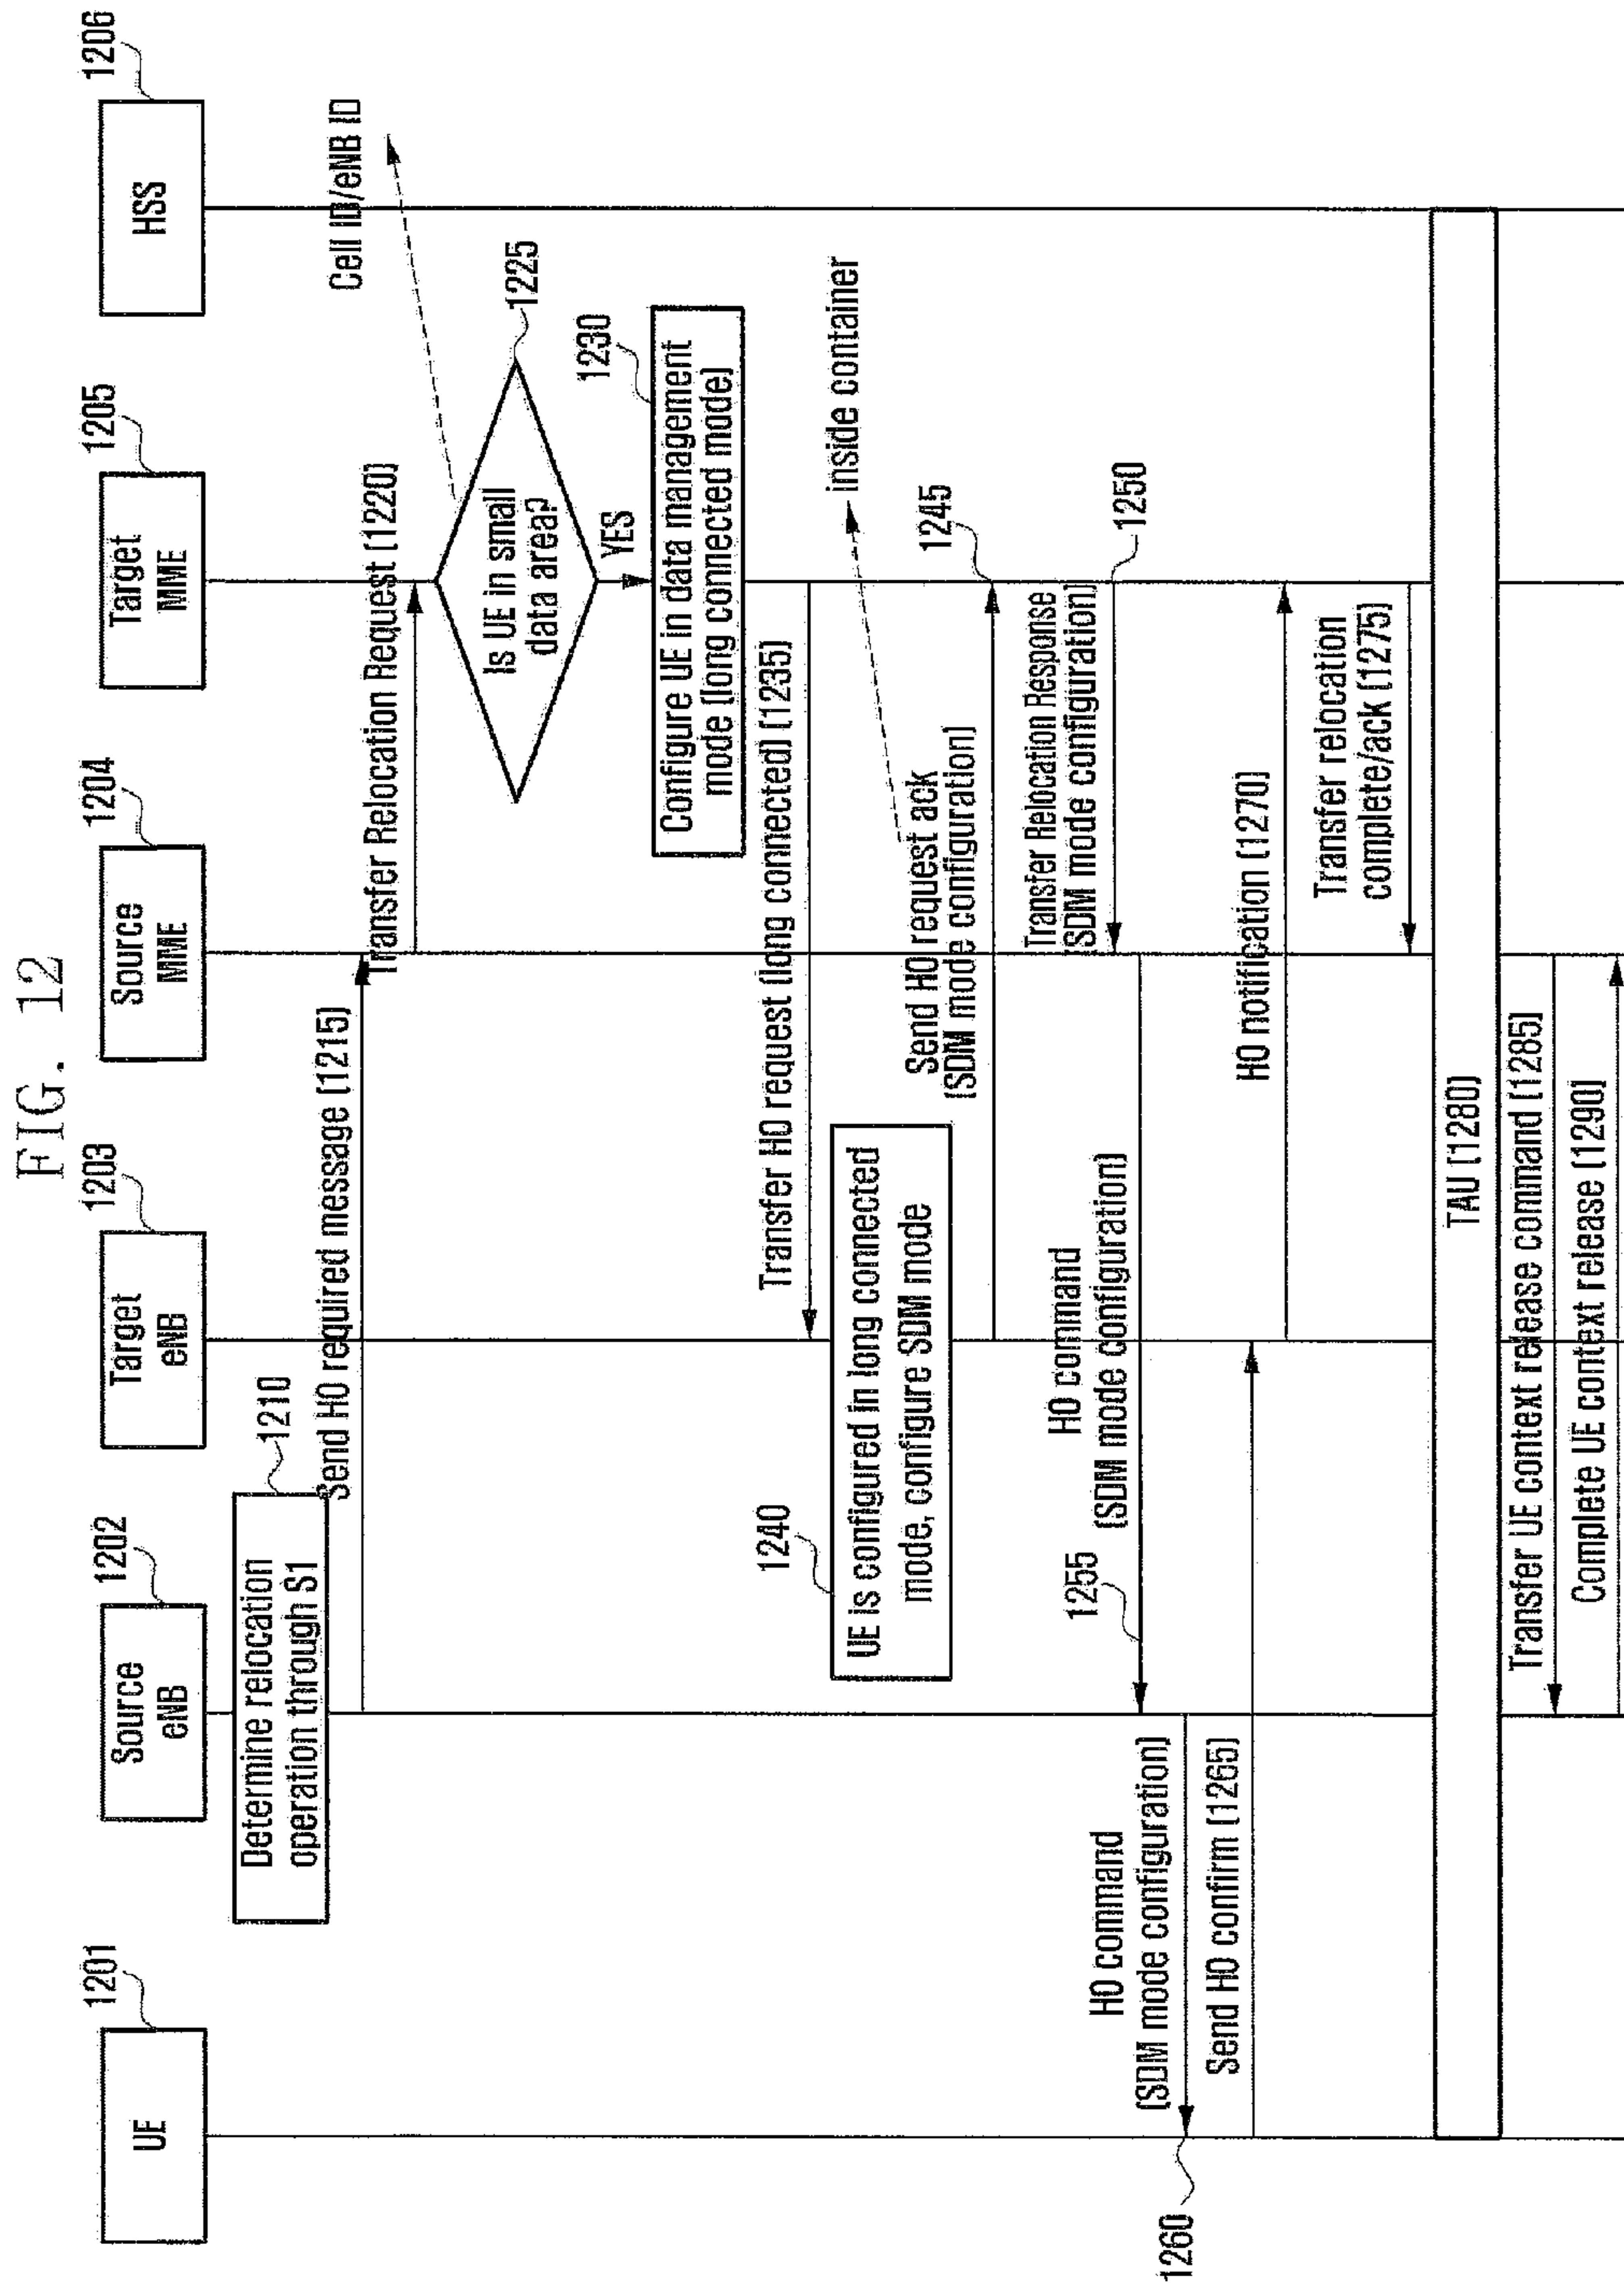 FIG. 12
1201
UE
1202
Source
eNB
1203
Target
eNB
1204
Source
MME
1205
Target
MME
1206
HSS
Determine relocation
operation through S1
1210
Send HO required message (1215)
Transfer Relocation Request (1220)
Cell ID/eNB ID
Is UE in small
data area?
1225
YES
1230
Configure UE in data management
mode (long connected mode)
Transfer HO request (long connected) (1235)
1240
UE is configured in long connected
mode, configure SDM mode
inside container
Send HO request ack
(SDM mode configuration)
1245
Transfer Relocation Response
(SDM mode configuration)
1250
HO command
(SDM mode configuration)
1255
HO command
(SDM mode configuration)
1260
Send HO confirm (1265)
HO notification (1270)
Transfer relocation
complete/ack (1275)
TAU (1280)
Transfer UE context release command (1285)
Complete UE context release (1290)